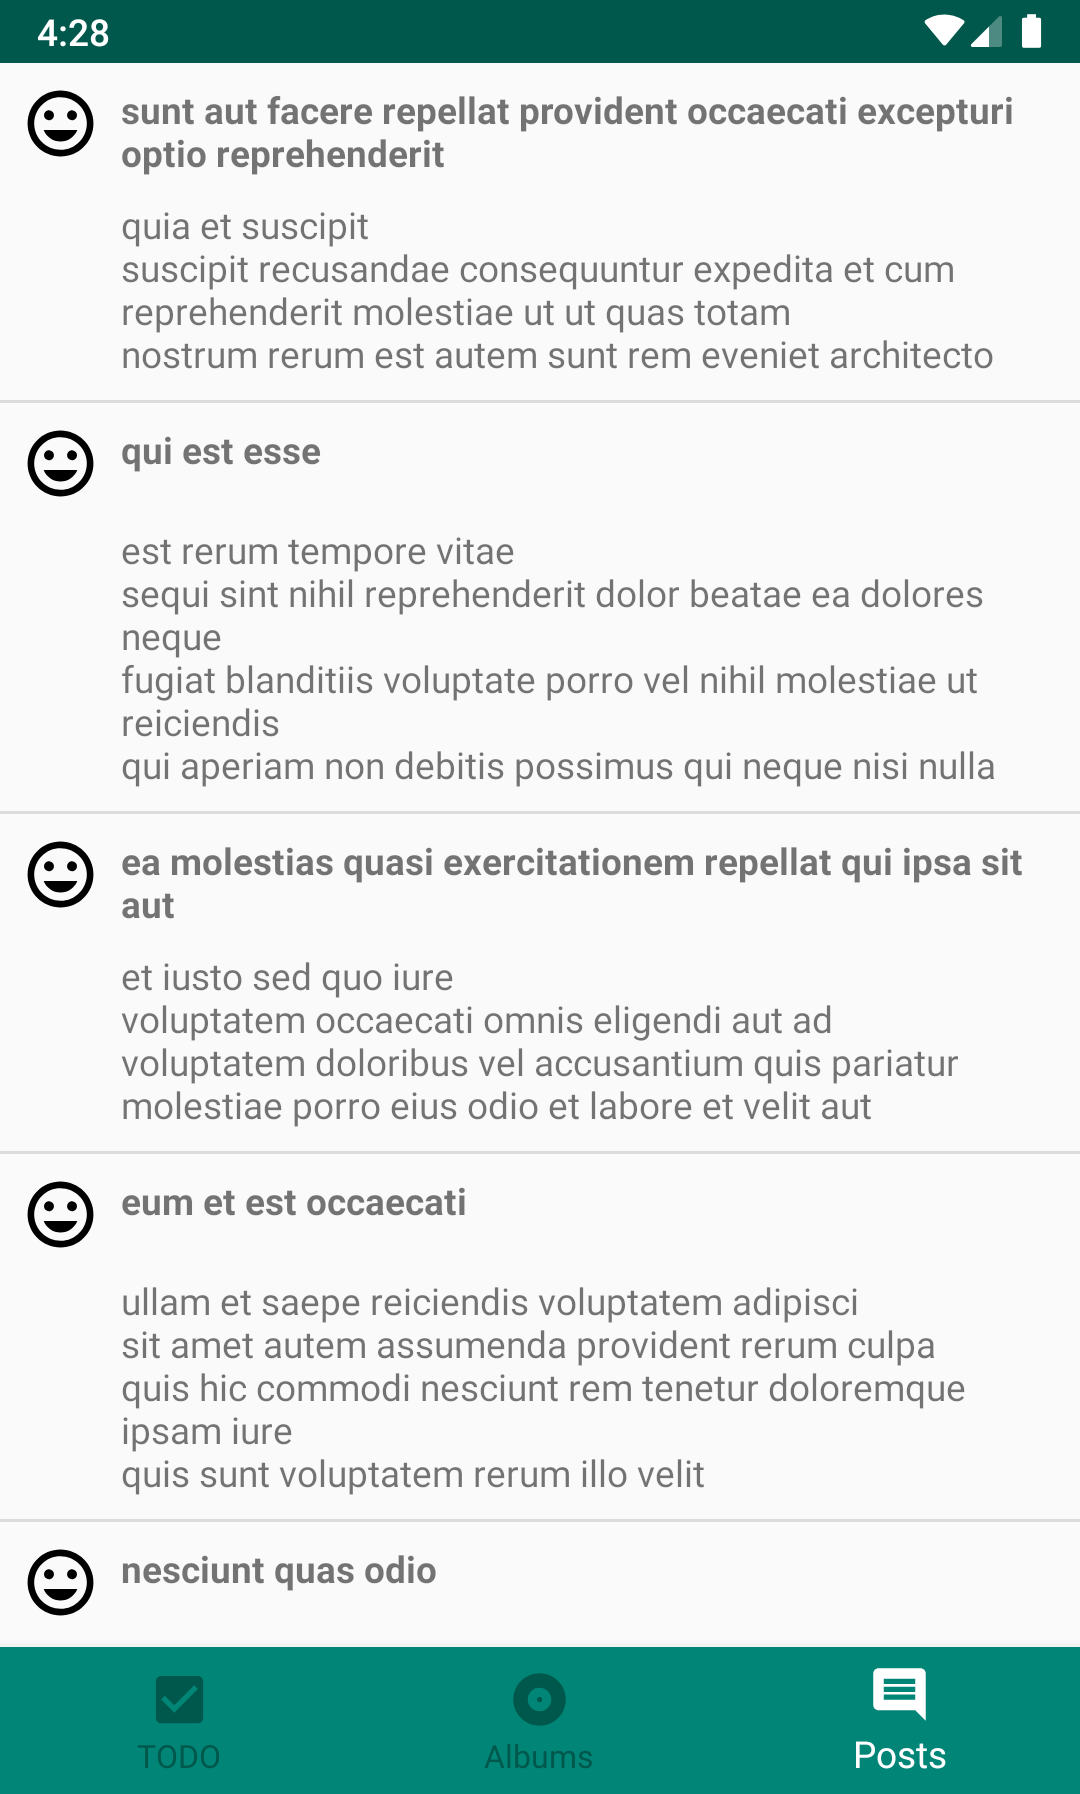 4:28
sunt aut facere repellat provident occaecati excepturi
optio reprehenderit
quia et suscipit
suscipit recusandae consequuntur expedita et cum
reprehenderit molestiae ut ut quas totam
nostrum rerum est autem sunt rem eveniet architecto
qui est esse
est rerum tempore vitae
sequi sint nihil reprehenderit dolor beatae ea dolores
neque
fugiat blanditiis voluptate porro vel nihil molestiae ut
reiciendis
qui aperiam non debitis possimus qui neque nisi nulla
ea molestias quasi exercitationem repellat qui ipsa sit
aut
et iusto sed quo iure
voluptatem occaecati omnis eligendi aut ad
voluptatem doloribus vel accusantium quis pariatur
molestiae porro eius odio et labore et velit aut
eum et est occaecati
ullam et saepe reiciendis voluptatem adipisci
sit amet autem assumenda provident rerum culpa
quis hic commodi nesciunt rem tenetur doloremque
ipsam iure
quis sunt voluptatem rerum illo velit
nesciunt quas odio
TODO
Albums
Posts